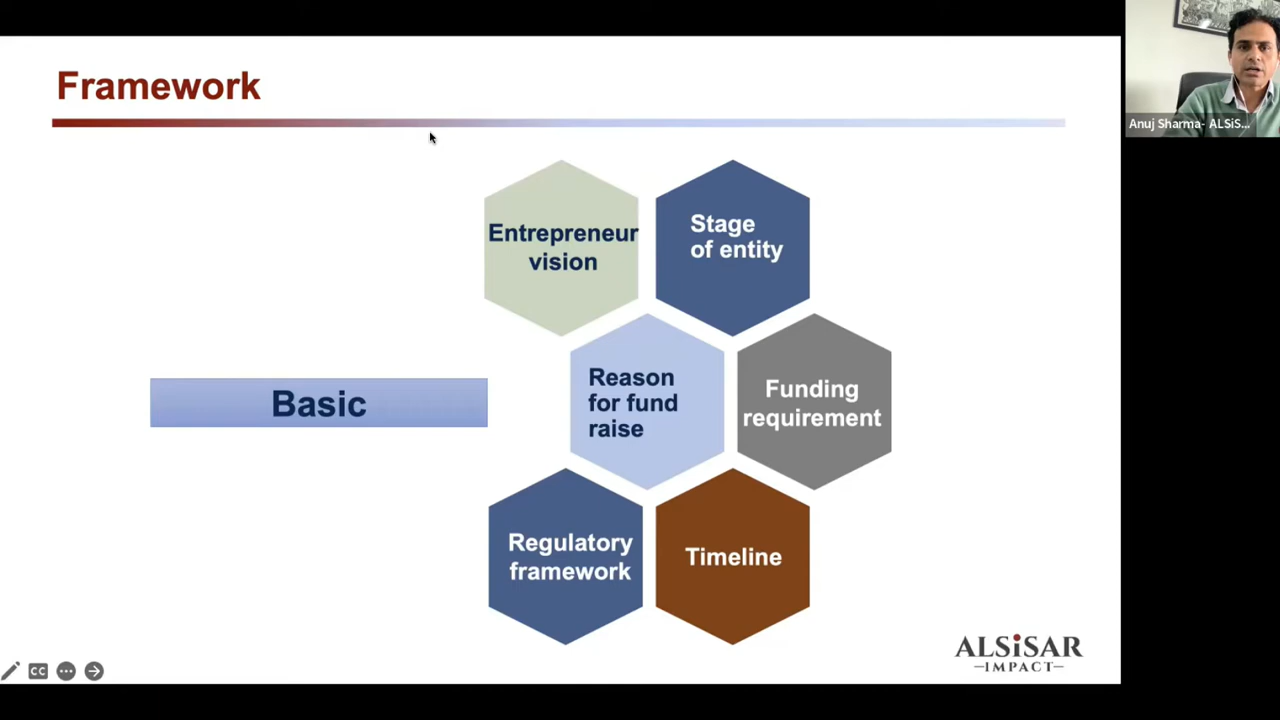 Framework
Entrepreneur
vision
Stage
of entity
Basic
Reason
for fund
raise
Funding
requirement
Regulatory
framework
Timeline
ALSiSAR
IMPACT
CC
Anuj Sharma- ALSiS...